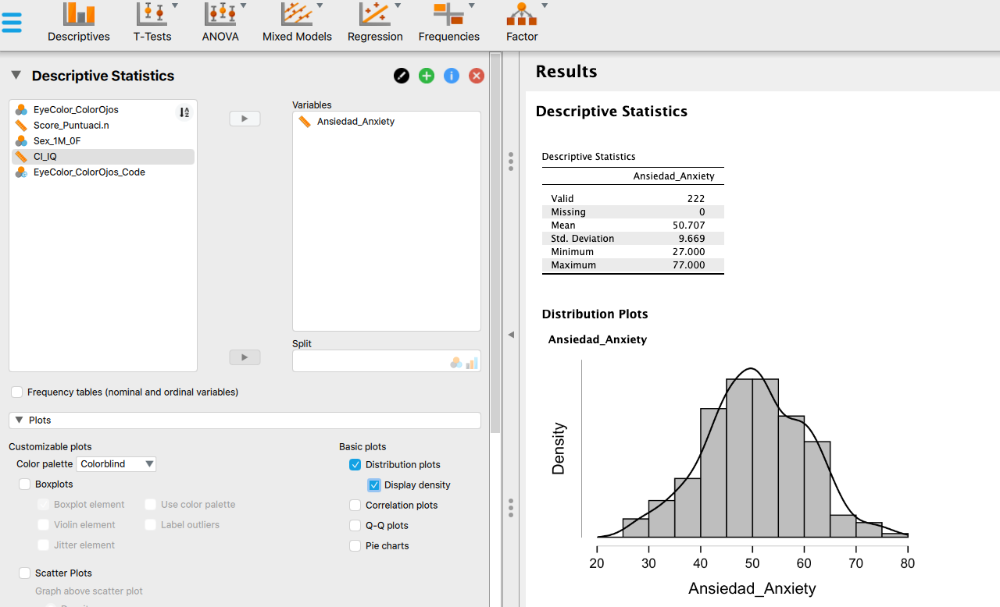 Descriptives T-Tests ANOVA Mixed Models Regression Frequencies Factor
Descriptive Statistics
EyeColor_ColorOjos
Score_Puntuaci.n
Sex_1M_0F
CI_IQ
EyeColor_ColorOjos_Code
Variables
Ansiedad_Anxiety
Split
Frequency tables (nominal and ordinal variables)
Plots
Customizable plots
Color palette Colorblind
Boxplots
Boxplot element Use color palette
Violin element Label outliers
Jitter element
Scatter Plots
Graph above scatter plot
Basic plots
Distribution plots
Display density
Correlation plots
Q-Q plots
Pie charts
Results
Descriptive Statistics
Descriptive Statistics
Ansiedad_Anxiety
Valid 222
Missing 0
Mean 50.707
Std. Deviation 9.669
Minimum 27.000
Maximum 77.000
Distribution Plots
Ansiedad_Anxiety
Density
20 30 40 50 60 70 80
Ansiedad_Anxiety